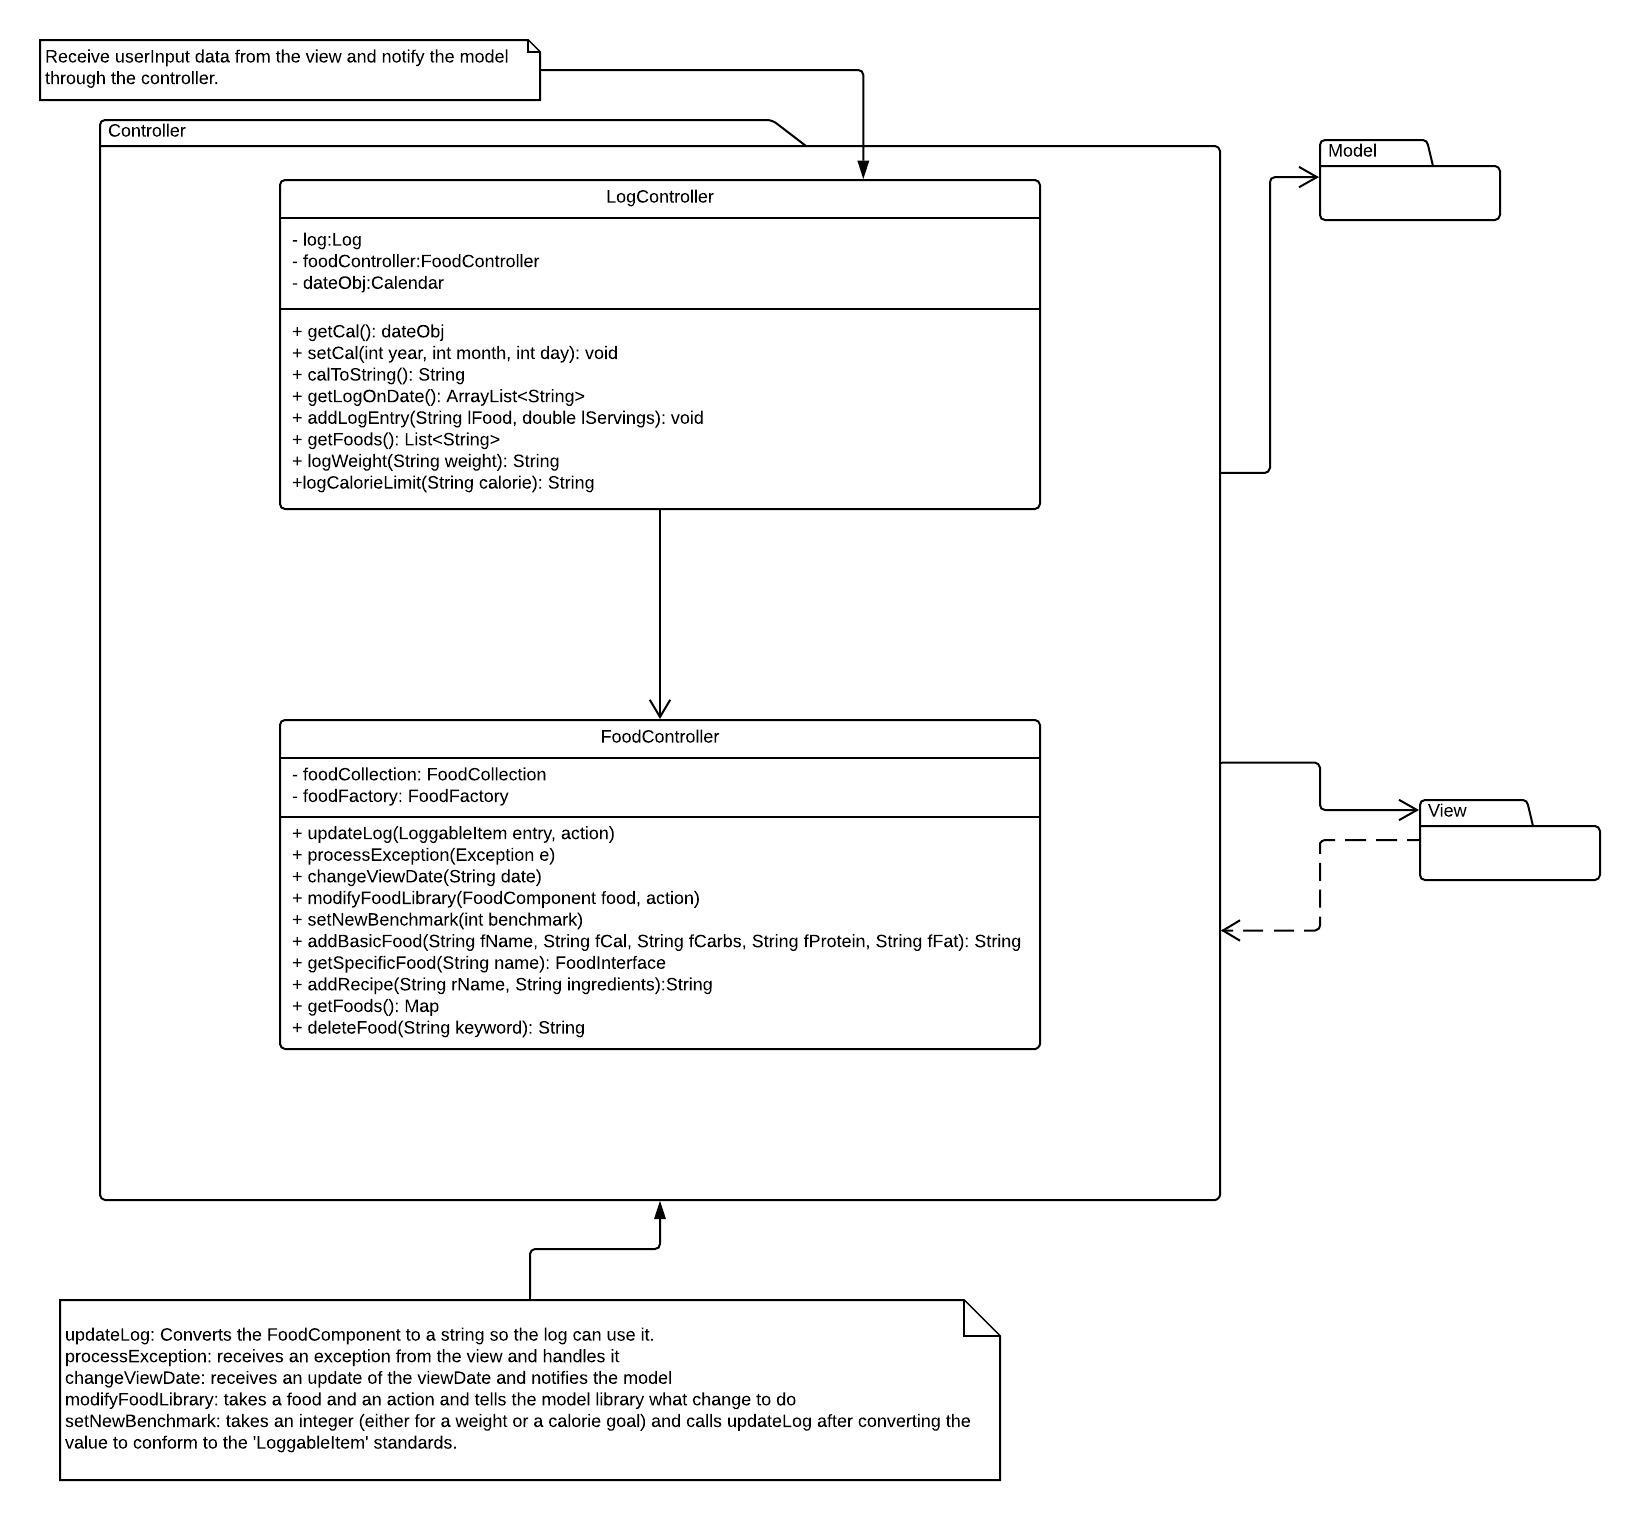 Receive userInput data from the view and notify the model
through the controller.
Controller
Model
LogController
- log:Log
- foodController:FoodController
- dateObj:Calendar
+ getCal(): dateObj
+ setCal(int year, int month, int day): void
+ calToString(): String
+ getLogOnDate(): ArrayList<String>
+ addLogEntry(String lFood, double lServings): void
+ getFoods(): List<String>
+ logWeight(String weight): String
+logCalorieLimit(String calorie): String
FoodController
- foodCollection: FoodCollection
- foodFactory: FoodFactory
+ updateLog(LoggableItem entry, action)
+ processException(Exception e)
+ changeViewDate(String date)
+ modifyFoodLibrary(FoodComponent food, action)
+ setNewBenchmark(int benchmark)
+ addBasicFood(String fName, String fCal, String fCarbs, String fProtein, String fFat): String
+ getSpecificFood(String name): FoodInterface
+ addRecipe(String rName, String ingredients):String
+ getFoods(): Map
+ deleteFood(String keyword): String
View
updateLog: Converts the FoodComponent to a string so the log can use it.
processException: receives an exception from the view and handles it
changeViewDate: receives an update of the viewDate and notifies the model
modifyFoodLibrary: takes a food and an action and tells the model library what change to do
setNewBenchmark: takes an integer (either for a weight or a calorie goal) and calls updateLog after converting the
value to conform to the 'LoggableItem' standards.